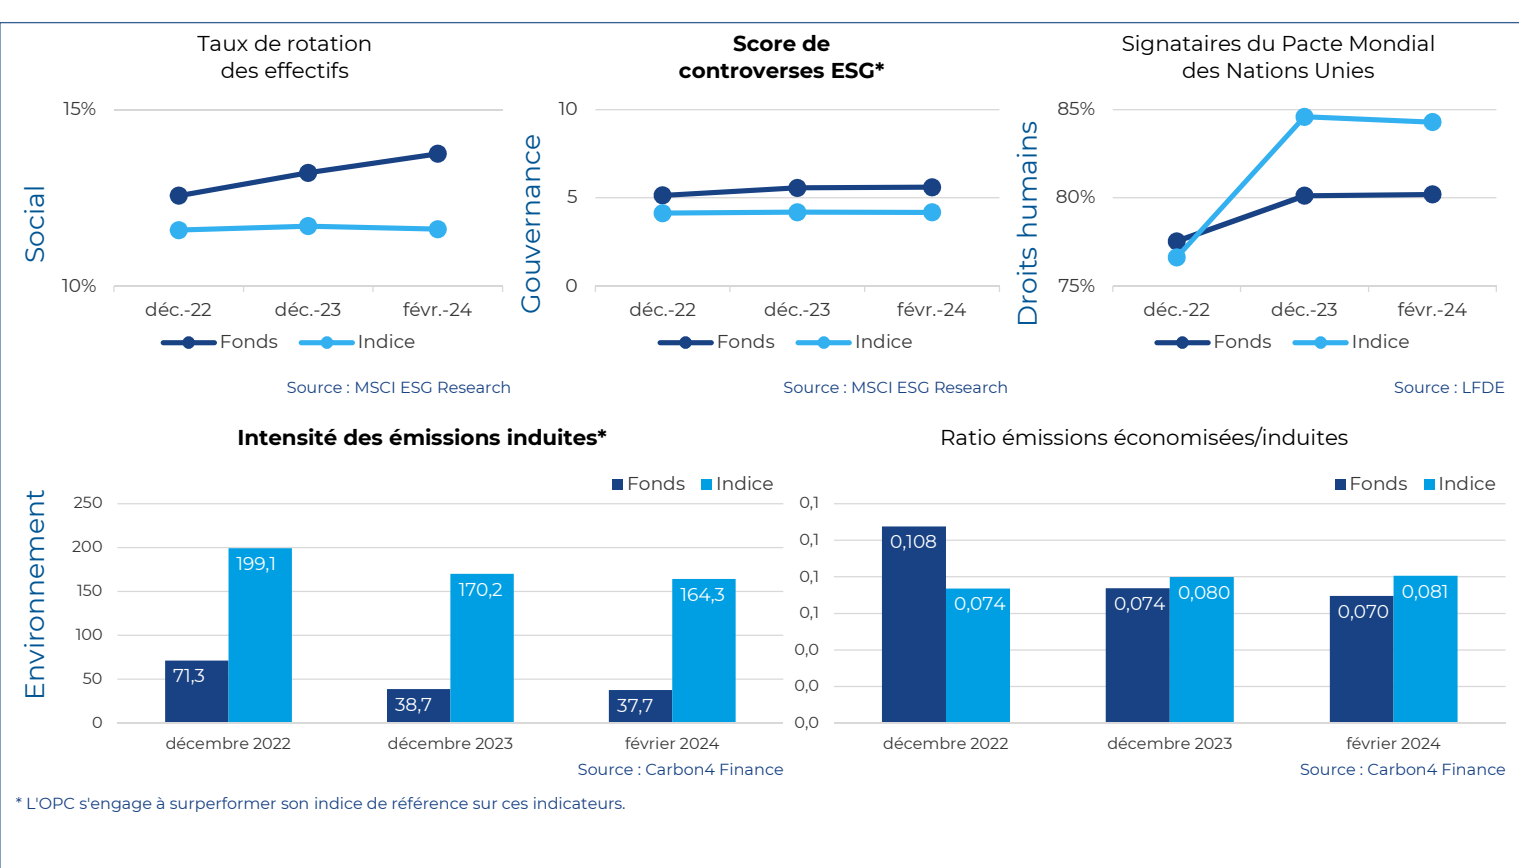 Taux de rotation
des effectifs
Social
15%
10%
déc.-22 déc.-23 févr.-24
Fonds Indice
Source : MSCI ESG Research
Score de
controverses ESG*
Gouvernance
10
5
0
déc.-22 déc.-23 févr.-24
Fonds Indice
Source : MSCI ESG Research
Signataires du Pacte Mondial
des Nations Unies
Droits humains
85%
80%
75%
déc.-22 déc.-23 févr.-24
Fonds Indice
Source : LFDE
Intensité des émissions induites*
Environnement
Fonds Indice
250
200
150
100
50
0
71,3
199,1
38,7
170,2
37,7
164,3
décembre 2022 décembre 2023 février 2024
Source : Carbon4 Finance
Ratio émissions économisées/induites
Fonds Indice
0,1
0,1
0,1
0,1
0,0
0,0
0,0
0,108
0,074
0,074
0,080
0,070
0,081
décembre 2022 décembre 2023 février 2024
Source : Carbon4 Finance
* L'OPC s'engage à surperformer son indice de référence sur ces indicateurs.